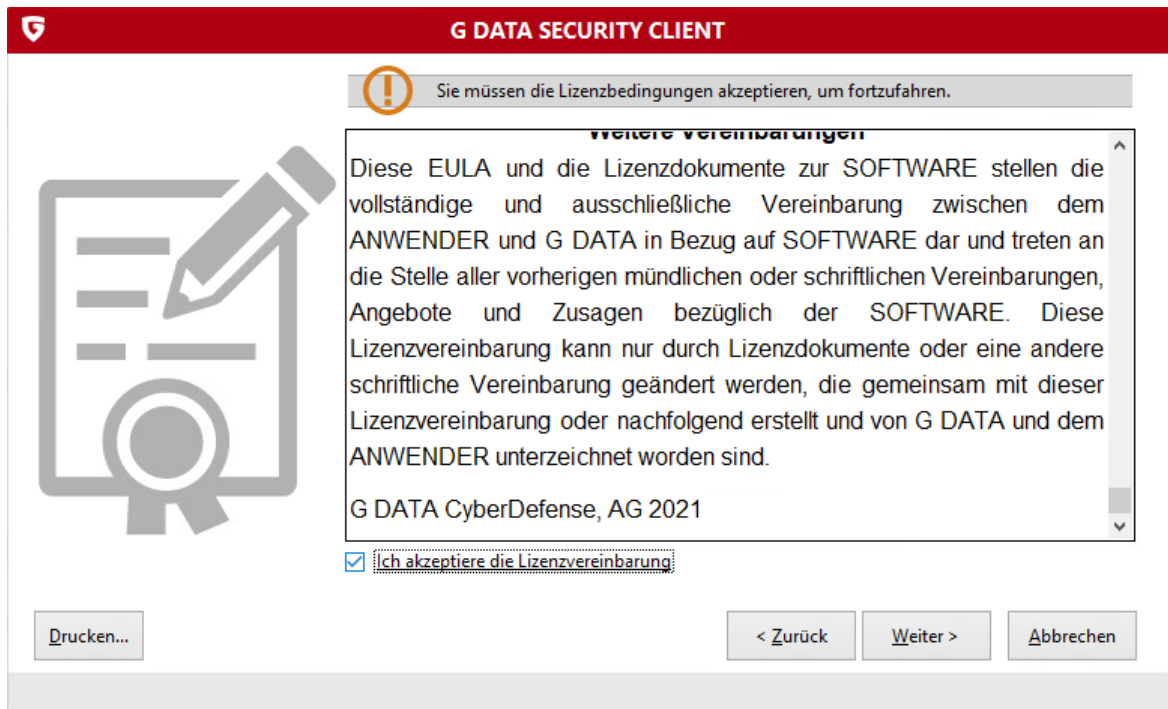 G DATA SECURITY CLIENT
Sie müssen die Lizenzbedingungen akzeptieren, um fortzufahren.
Weitere Vereinbarungen
Diese EULA und die Lizenzdokumente zur SOFTWARE stellen die
vollständige und ausschließliche Vereinbarung zwischen dem
ANWENDER und G DATA in Bezug auf SOFTWARE dar und treten an
die Stelle aller vorherigen mündlichen oder schriftlichen Vereinbarungen,
Angebote und Zusagen bezüglich der SOFTWARE. Diese
Lizenzvereinbarung kann nur durch Lizenzdokumente oder eine andere
schriftliche Vereinbarung geändert werden, die gemeinsam mit dieser
Lizenzvereinbarung oder nachfolgend erstellt und von G DATA und dem
ANWENDER unterzeichnet worden sind.
G DATA CyberDefense, AG 2021
Ich akzeptiere die Lizenzvereinbarung
Drucken...
< Zurück
Weiter >
Abbrechen